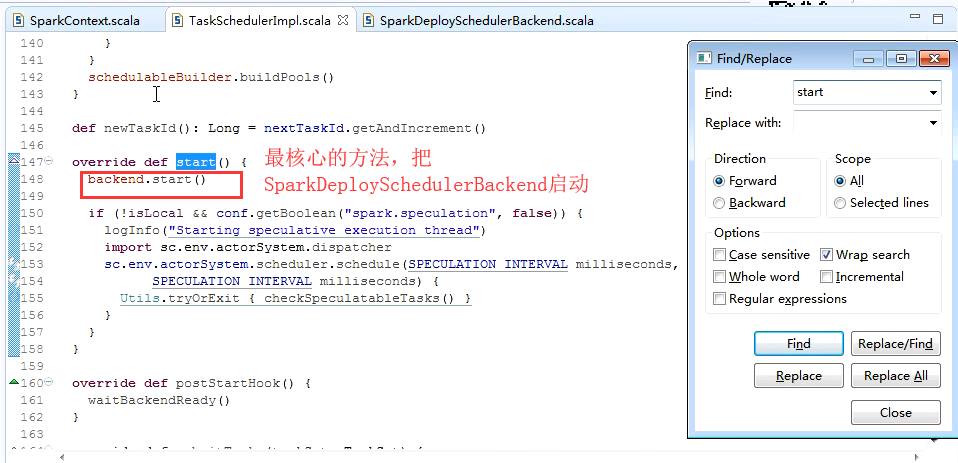 SparkContext.scala TaskSchedulerImpl.scala SparkDeploySchedulerBackend.scala
140 }
141 }
142 schedulableBuilder.buildPools()
143 }
144
145 def newTaskId(): Long = nextTaskId.getAndIncrement()
146
147 override def start() {
148 backend.start()
149
最核心的方法，把
SparkDeploySchedulerBackend启动
150 if (!isLocal && conf.getBoolean("spark.speculation", false)) {
151 logInfo("Starting speculative execution thread")
152 import sc.env.actorSystem.dispatcher
153 sc.env.actorSystem.scheduler.schedule(SPECULATION_INTERVAL milliseconds,
154 SPECULATION_INTERVAL milliseconds) {
155 Utils.tryOrExit { checkSpeculatableTasks() }
156 }
157 }
158 }
159
160 override def postStartHook() {
161 waitBackendReady()
162 }
163
Find/Replace
Find: start
Replace with:
Direction Scope
Forward All
Backward Selected lines
Options
Case sensitive Wrap search
Whole word Incremental
Regular expressions
Find Replace/Find
Replace Replace All
Close